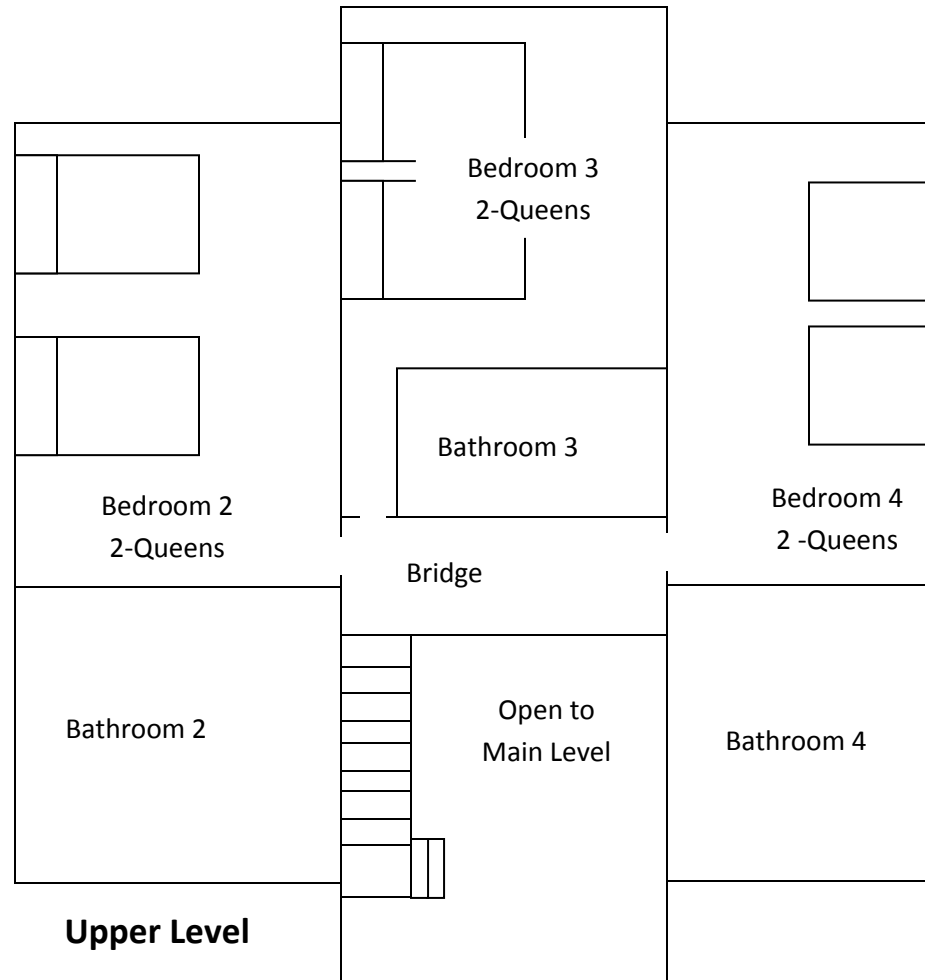 Bedroom 3
2-Queens
Bathroom 3
Bedroom 2
2-Queens
Bedroom 4
2 -Queens
Bridge
Bathroom 2
Open to
Main Level
Bathroom 4
Upper Level